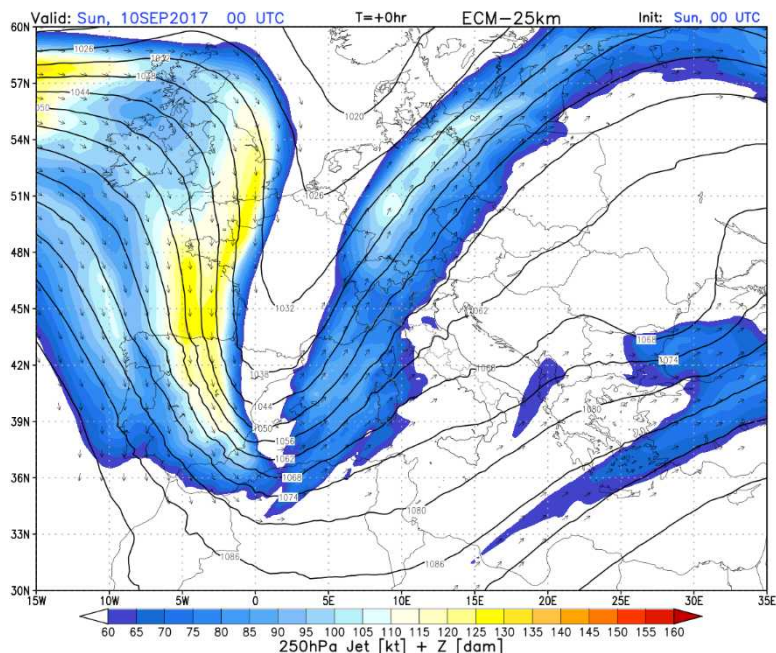 Valid: Sun, 10SEP2017 00 UTC T=+0hr ECM-25km Init: Sun, 00 UTC
60N
1026
1020
57N
1044
1050
54N
1020
51N
1026
48N
45N
1032
1062
42N
1038
1068
1068
1074
39N
1044
1050
1056
1080
36N
1062
1068
1074
33N
1080
1086
1086
30N
15W 10W 5W 0 5E 10E 15E 20E 25E 30E 35E
60 65 70 75 80 85 90 95 100 105 110 115 120 125 130 135 140 145 150 155 160
250hPa Jet [kt] + Z [dam]